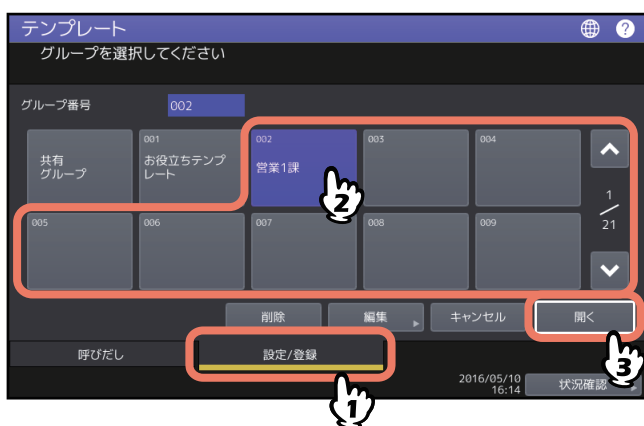 テンプレート
?
グループを選択してください
グループ番号
002
共有
グループ
001
お役立ちテンプ
レート
002
営業1課
003
004
1
21
005
006
007
008
009
削除
編集
キャンセル
開く
呼びだし
設定/登録
2016/05/10
16:14
状況確認
1
2
3